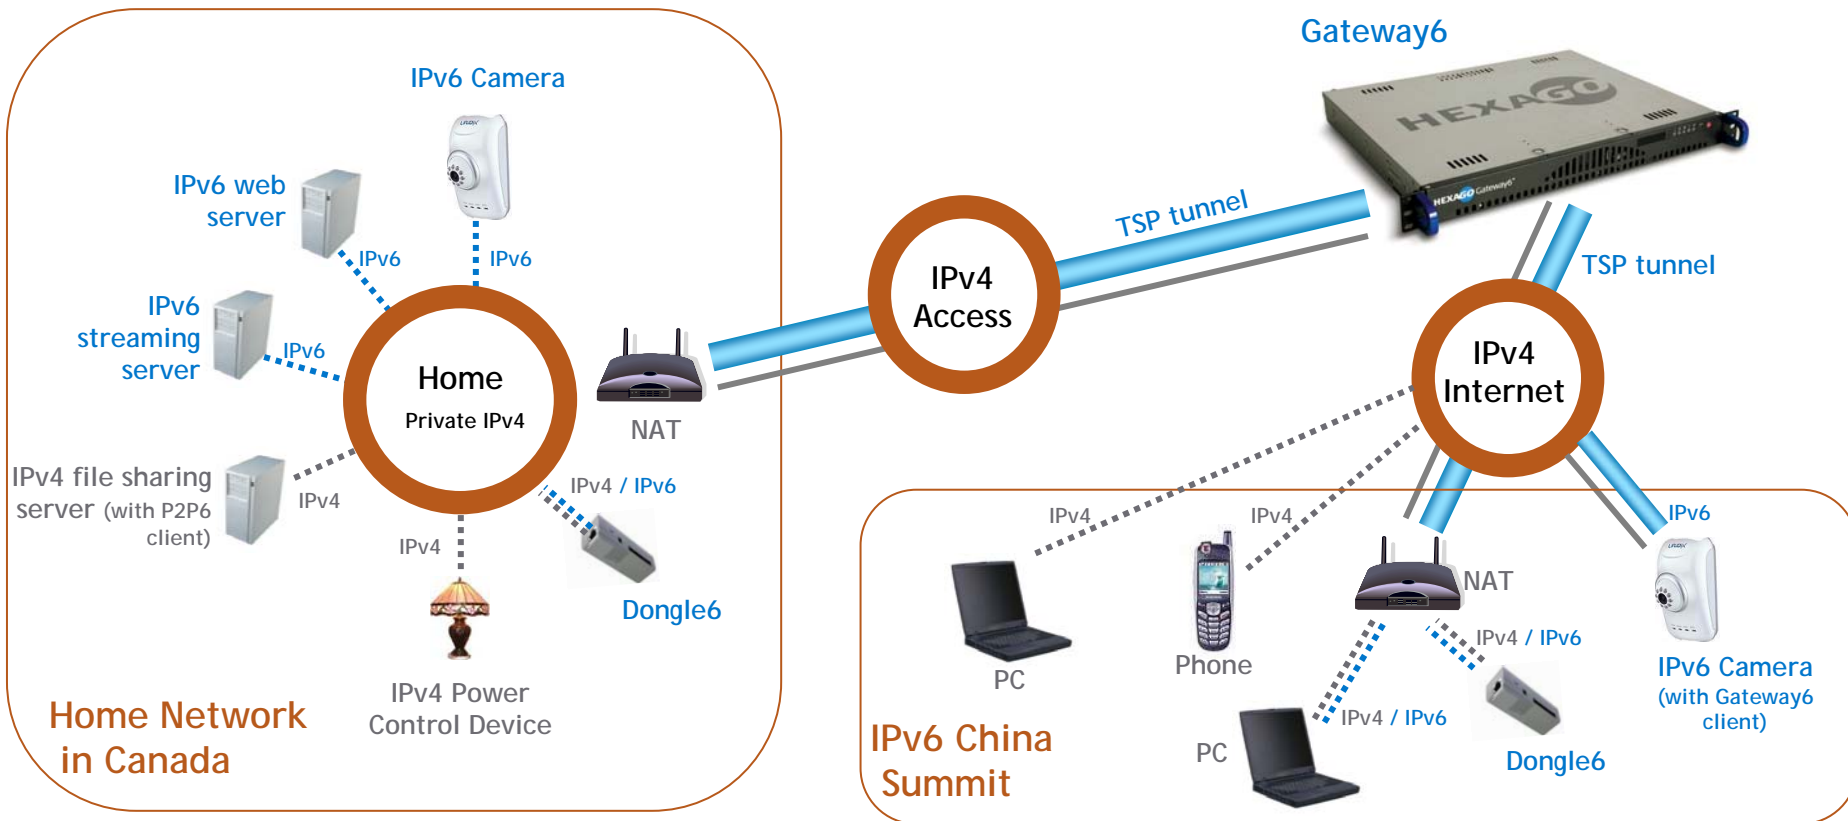 Gateway6
HEXAGO
HEXAGO Gateway6
IPv6 Camera
IPv6 web
server
IPv6
IPv6
IPv6
streaming
server
IPv6
Home
Private IPv4
NAT
IPv4 file sharing
server (with P2P6
client)
IPv4
IPv4
IPv4 / IPv6
Dongle6
IPv4 Power
Control Device
Home Network
in Canada
IPv4
Access
TSP tunnel
TSP tunnel
IPv4
Internet
IPv4
IPv4
IPv6
PC
Phone
NAT
IPv4 / IPv6
IPv4 / IPv6
PC
Dongle6
IPv6 Camera
(with Gateway6
client)
IPv6 China
Summit